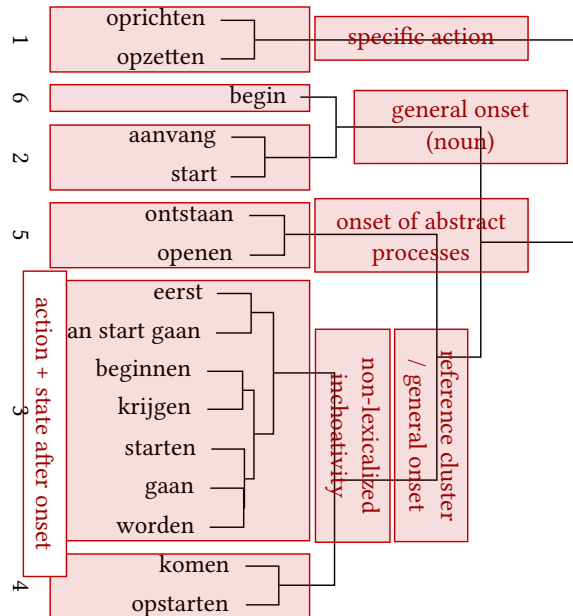 oprichten
1
specific action
opzetten
6
begin
general onset
(noun)
aanvang
2
start
ontstaan
onset of abstract
processes
5
openen
eerst
an start gaan
beginnen
krijgen
starten
gaan
worden
3
action + state after onset
non-lexicalized
inchoativity
reference cluster
/ general onset
komen
4
opstarten